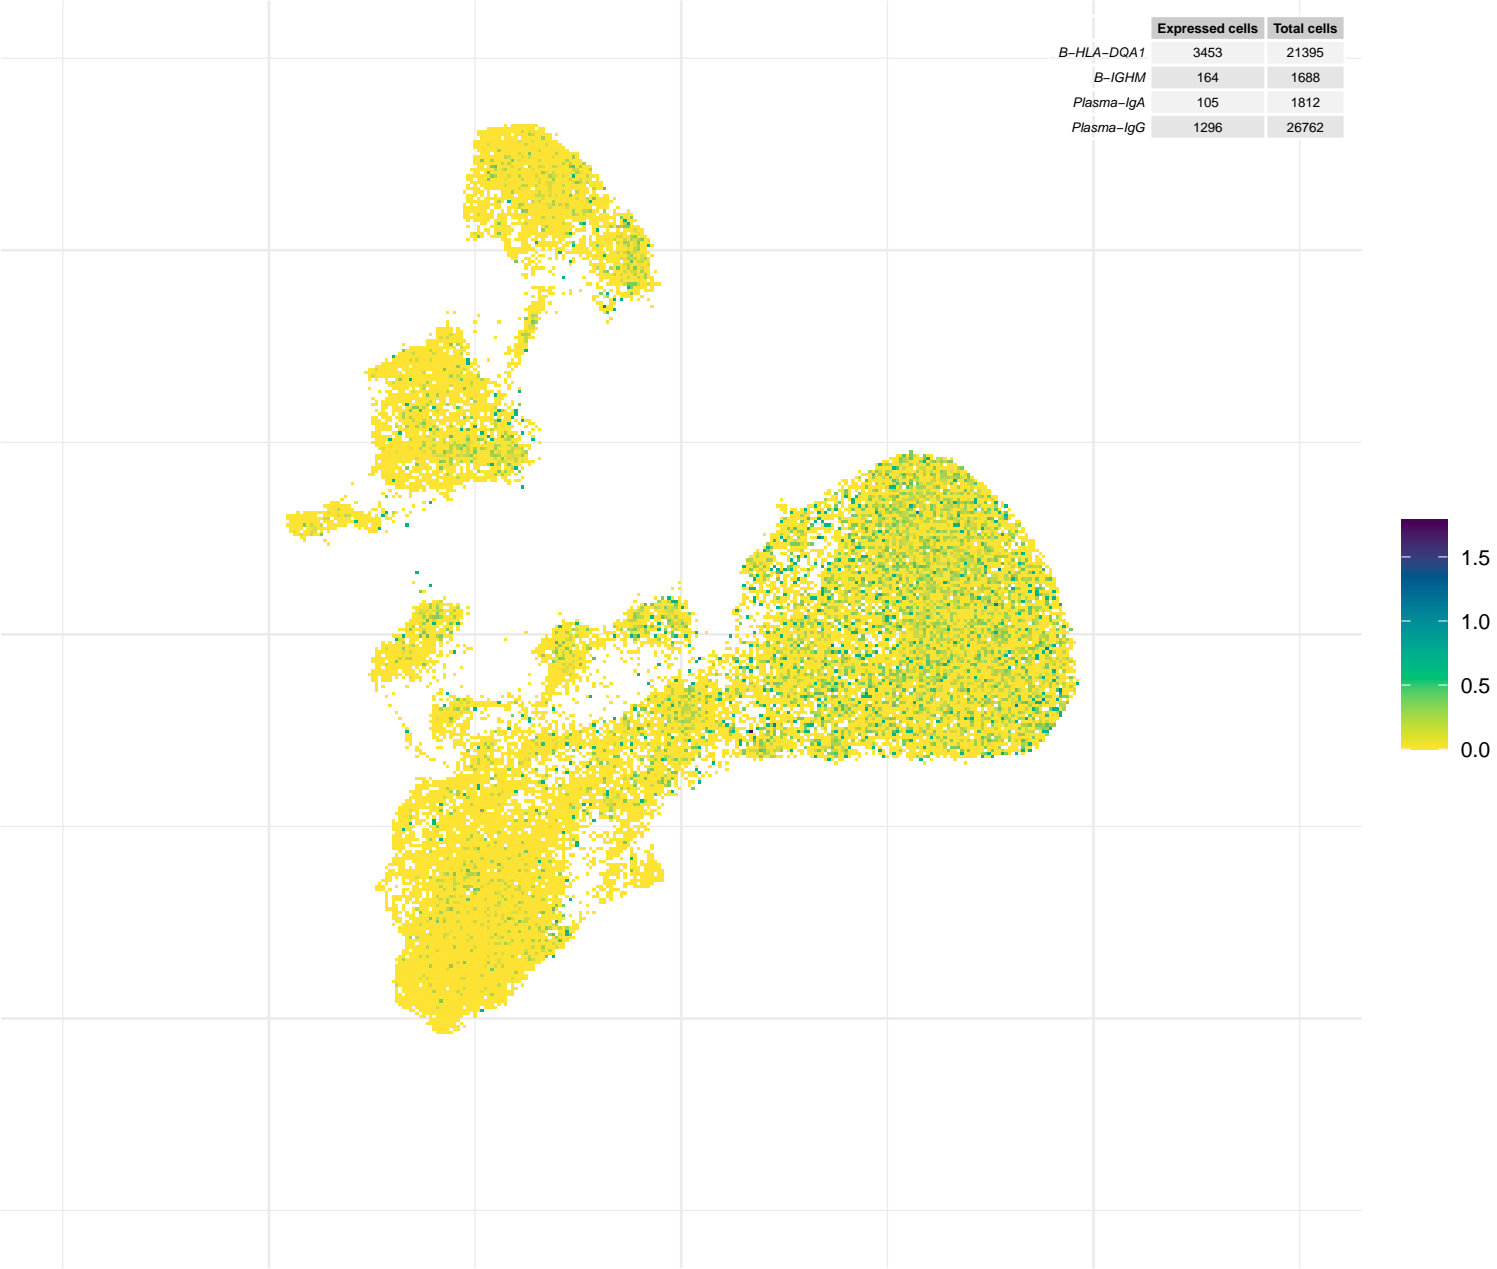 Expressed cells Total cells
B−HLA−DQA1 3453 21395
B−IGHM 164 1688
Plasma−IgA 105 1812
Plasma−IgG 1296 26762
1.5
1.0
0.5
0.0